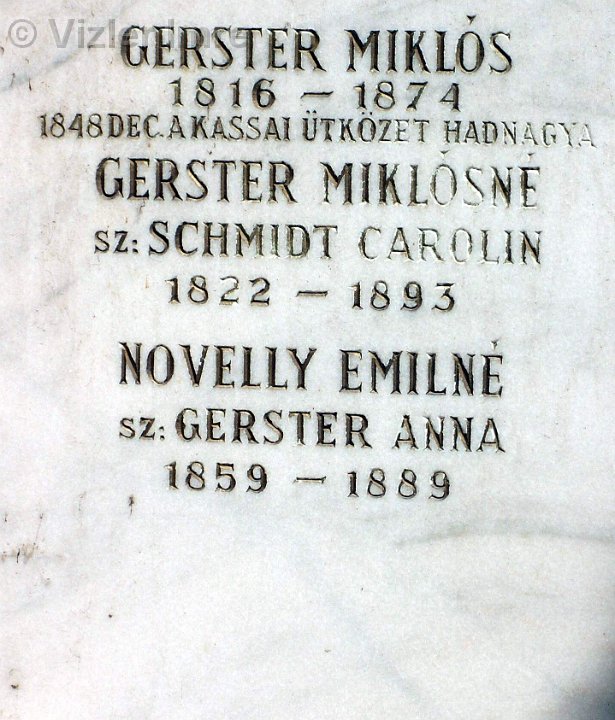 GERSTER MIKLÓS
1816 – 1874
1848 DEC. A KASSAI ÜTKÖZET HADNAGYA
GERSTER MIKLÓSNÉ
SZ: SCHMIDT CAROLIN
1822 – 1893
NOVELLY EMILNÉ
SZ: GERSTER ANNA
1859 – 1889